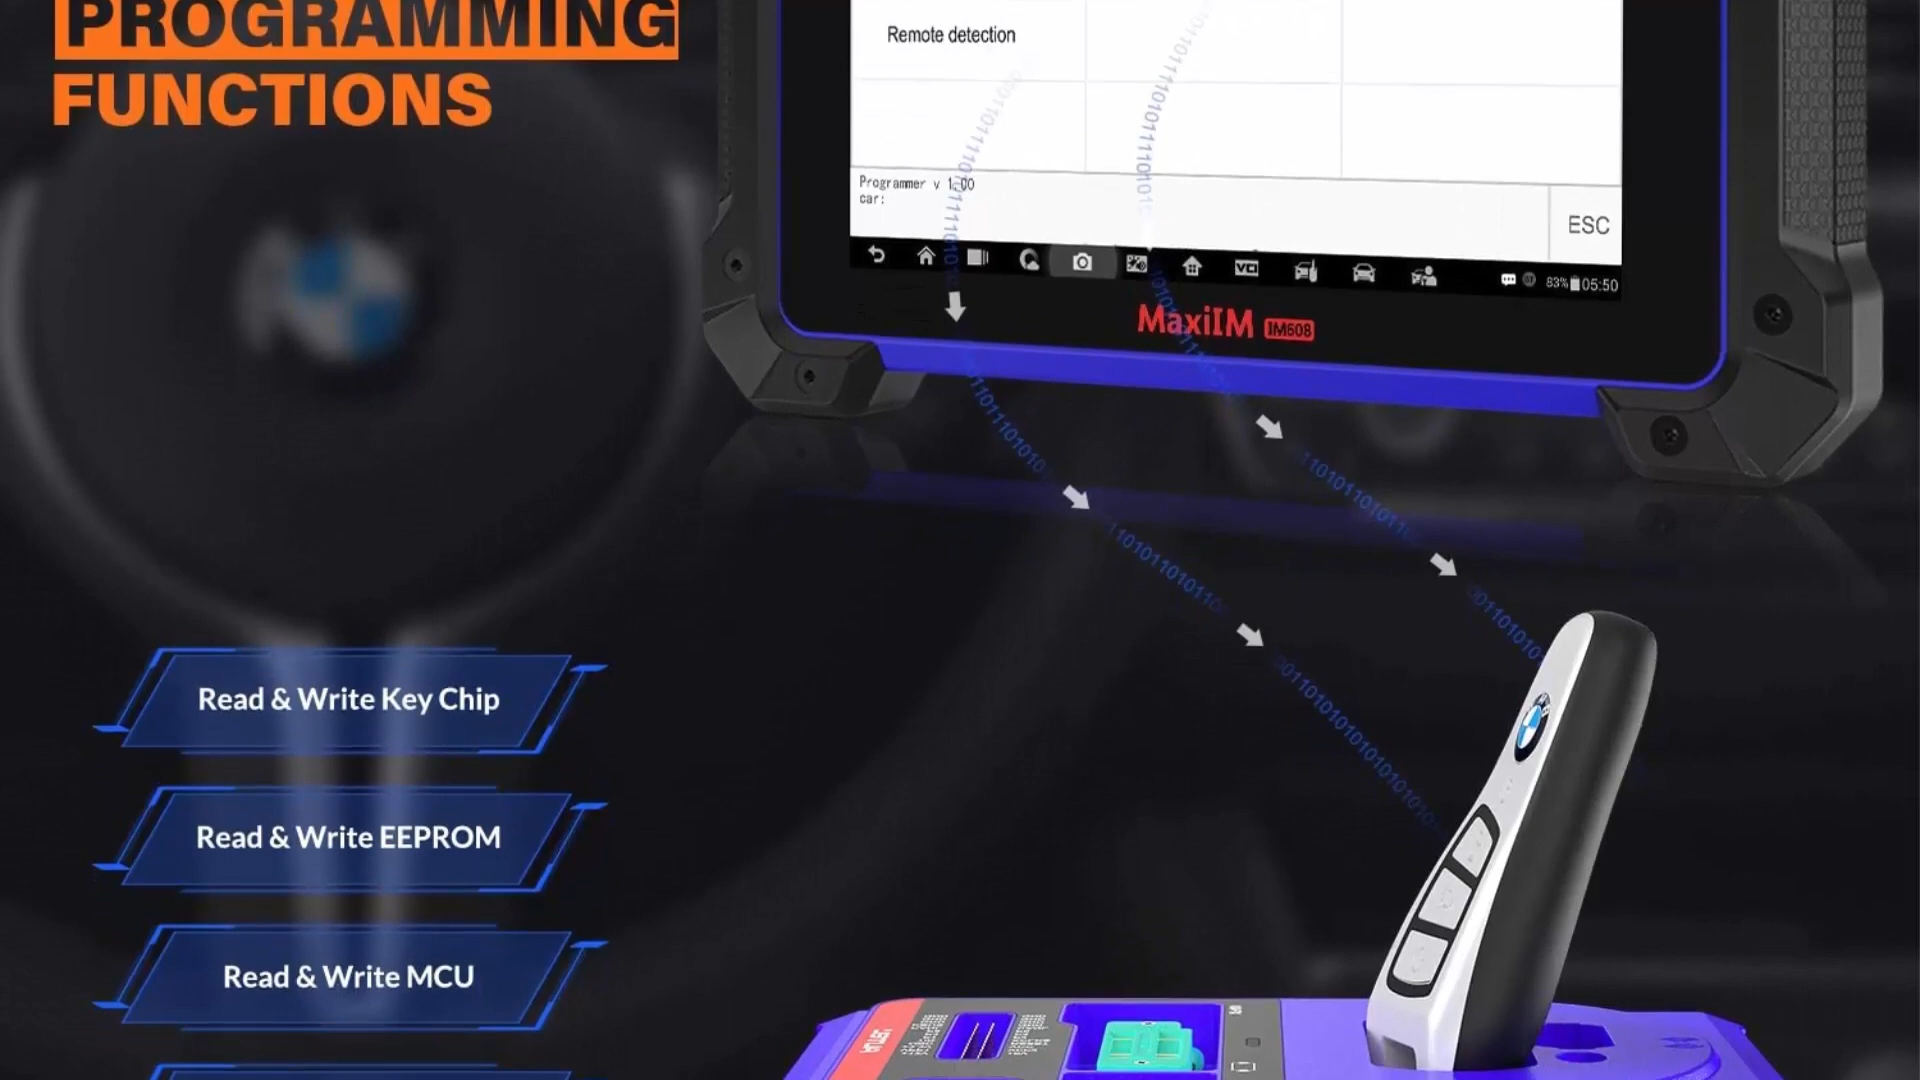 PROGRAMMING
FUNCTIONS
Remote detection
Programmer v 1.00
car:
ESC
VCI
83%
05:50
MaxiIM IM608
Read & Write Key Chip
Read & Write EEPROM
Read & Write MCU